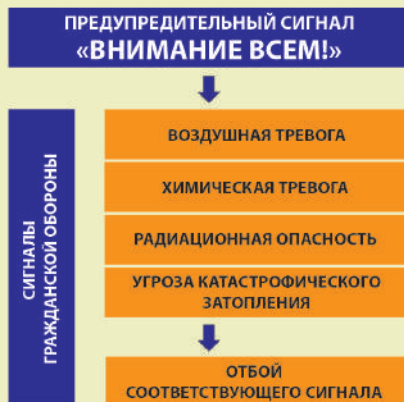 ПРЕДУПРЕДИТЕЛЬНЫЙ СИГНАЛ
«ВНИМАНИЕ ВСЕМ!»
СИГНАЛЫ
ГРАЖДАНСКОЙ ОБОРОНЫ
ВОЗДУШНАЯ ТРЕВОГА
ХИМИЧЕСКАЯ ТРЕВОГА
РАДИАЦИОННАЯ ОПАСНОСТЬ
УГРОЗА КАТАСТРОФИЧЕСКОГО
ЗАТОПЛЕНИЯ
ОТБОЙ
СООТВЕТСТВУЮЩЕГО СИГНАЛА